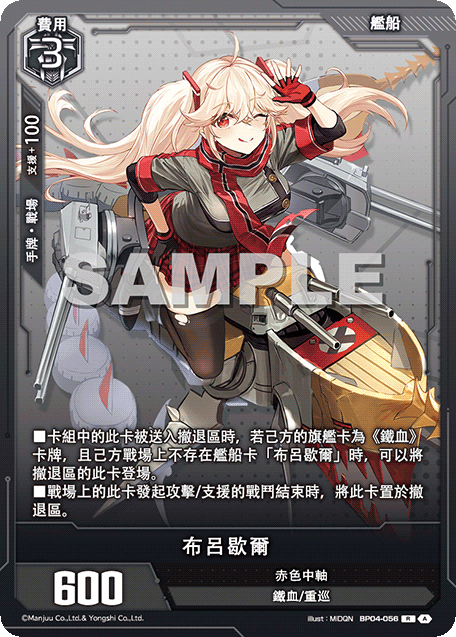 費用
3
艦船
支援+100
手牌・戰場
SAMPLE
■卡組中的此卡被送入撤退區時，若己方的旗艦卡為《鐵血》
卡牌，且己方戰場上不存在艦船卡「布呂歇爾」時，可以將
撤退區的此卡登場。
■戰場上的此卡發起攻擊/支援的戰鬥結束時，將此卡置於撤
退區。
布呂歇爾
600
赤色中軸
鐵血/重巡
©Manjuu Co.,Ltd.& Yongshi Co.,Ltd.
illust : MiDQN BP04-056 R A